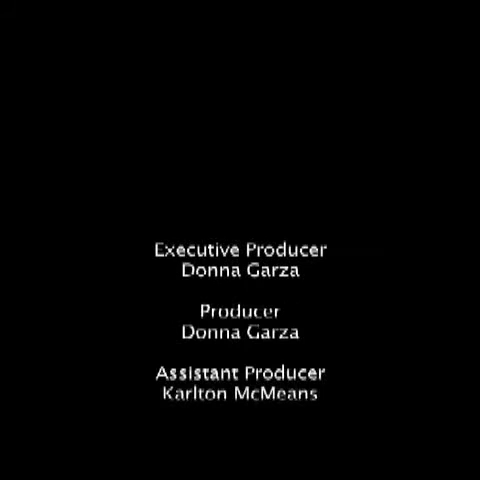 Executive Producer
Donna Garza
Producer
Donna Garza
Assistant Producer
Karlton McMeans